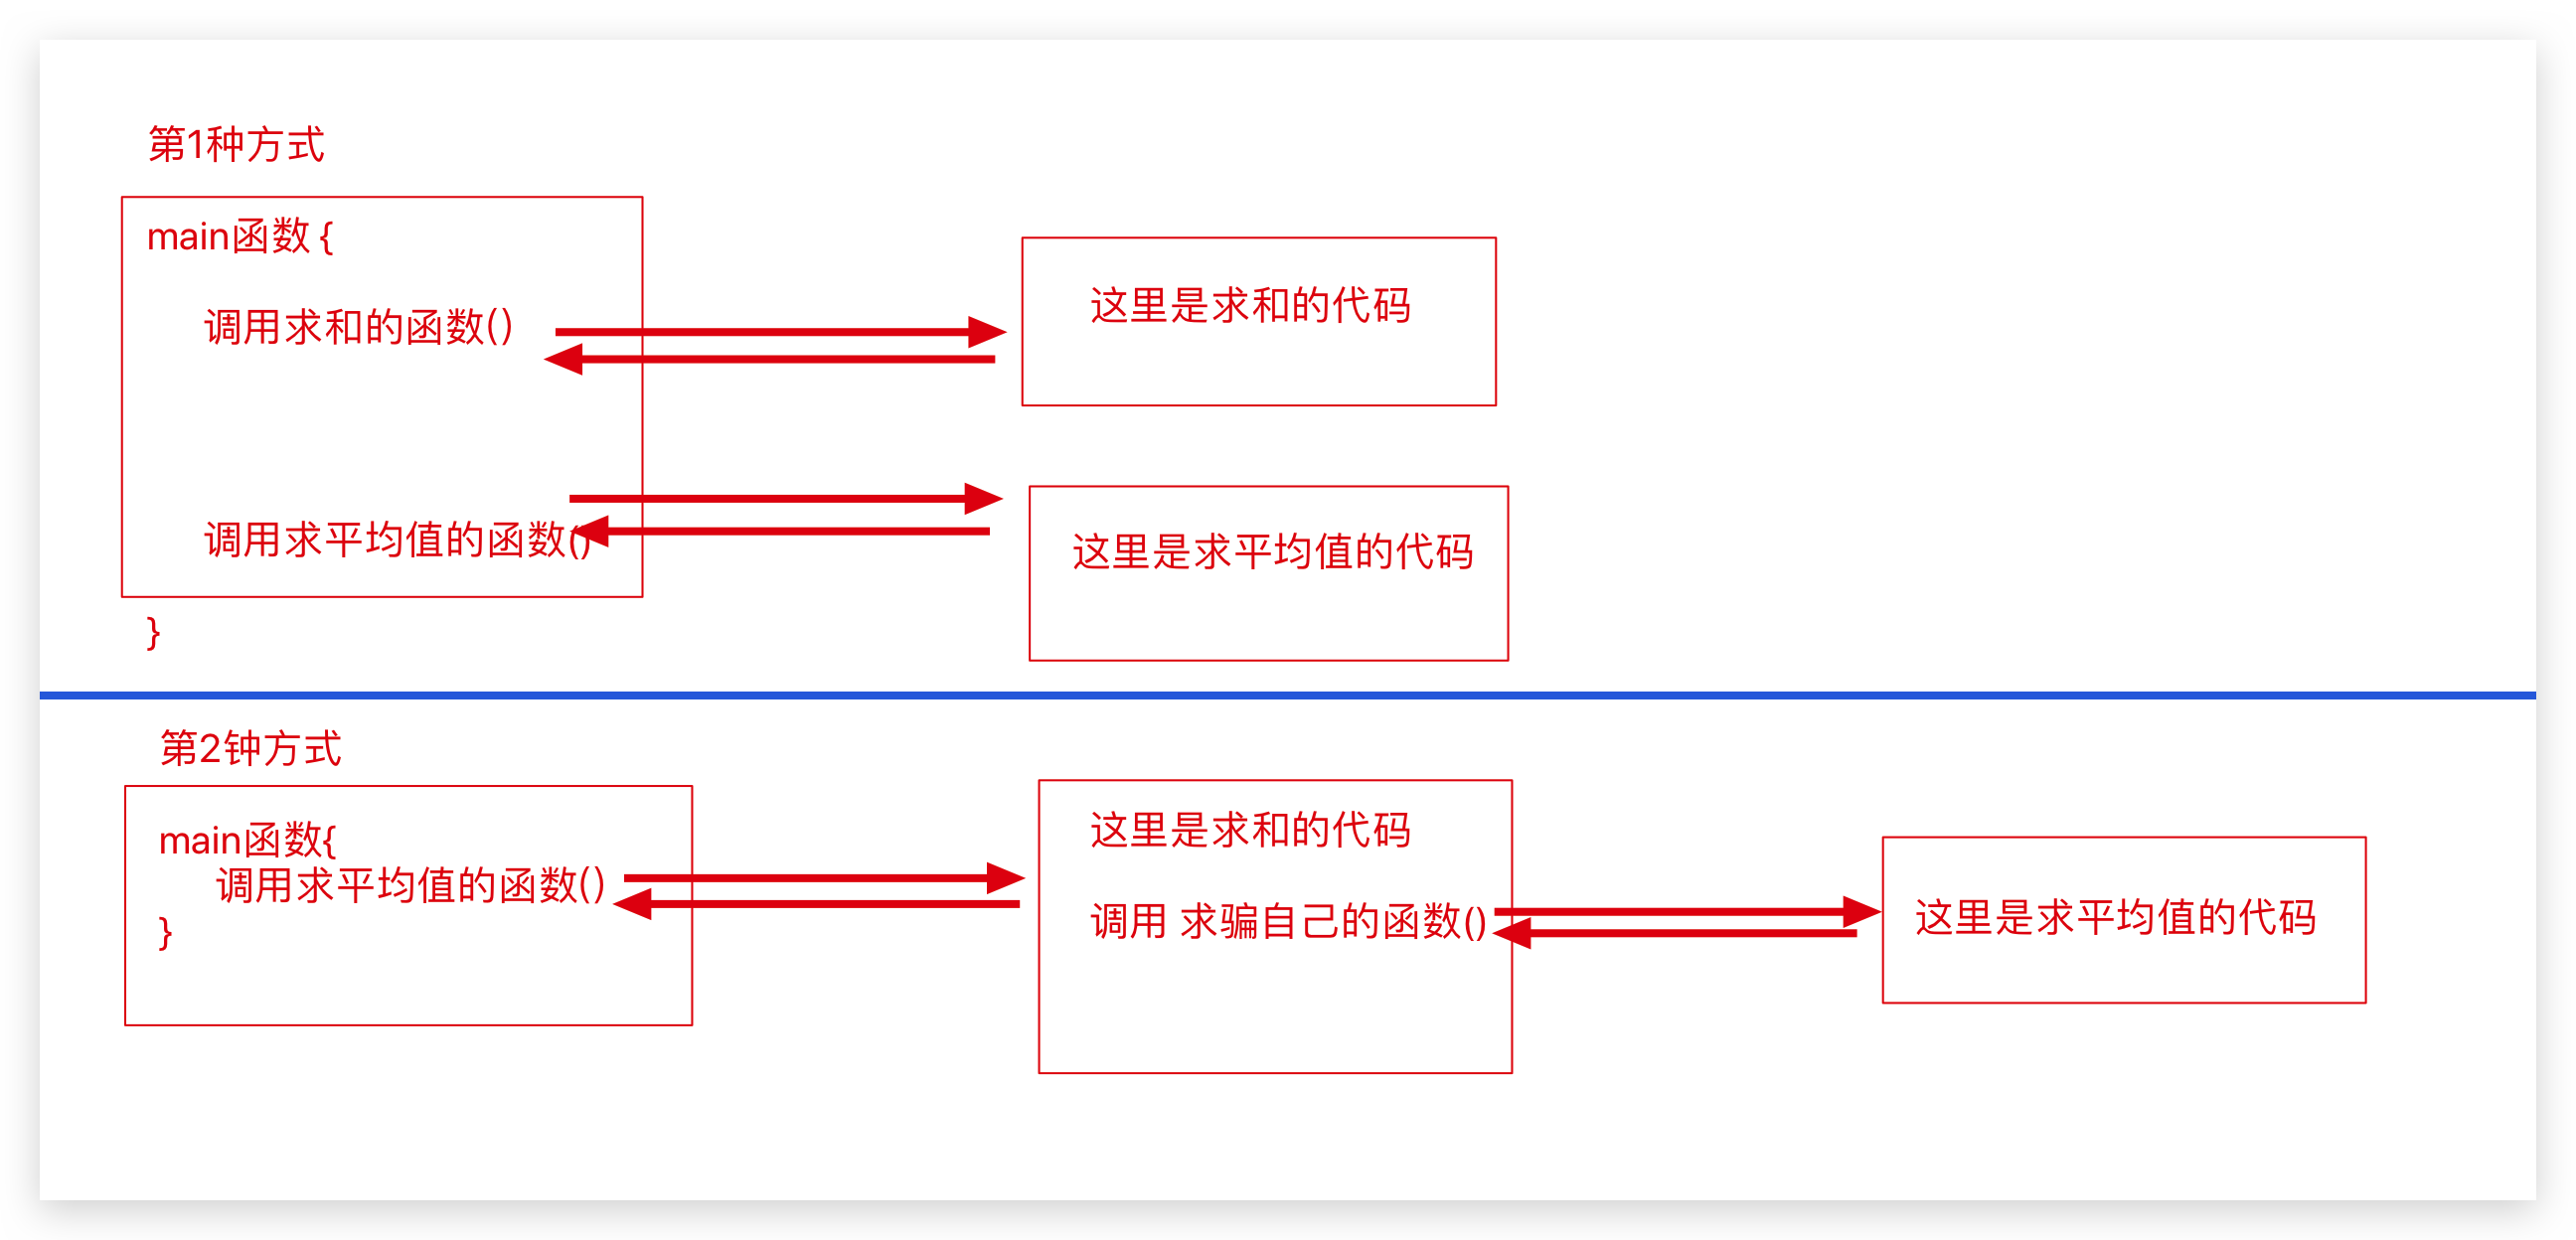 第1种方式
main函数 {
调用求和的函数()
这里是求和的代码
调用求平均值的函数()
这里是求平均值的代码
}
第2钟方式
main函数{
调用求平均值的函数()
}
这里是求和的代码
调用 求骗自己的函数()
这里是求平均值的代码